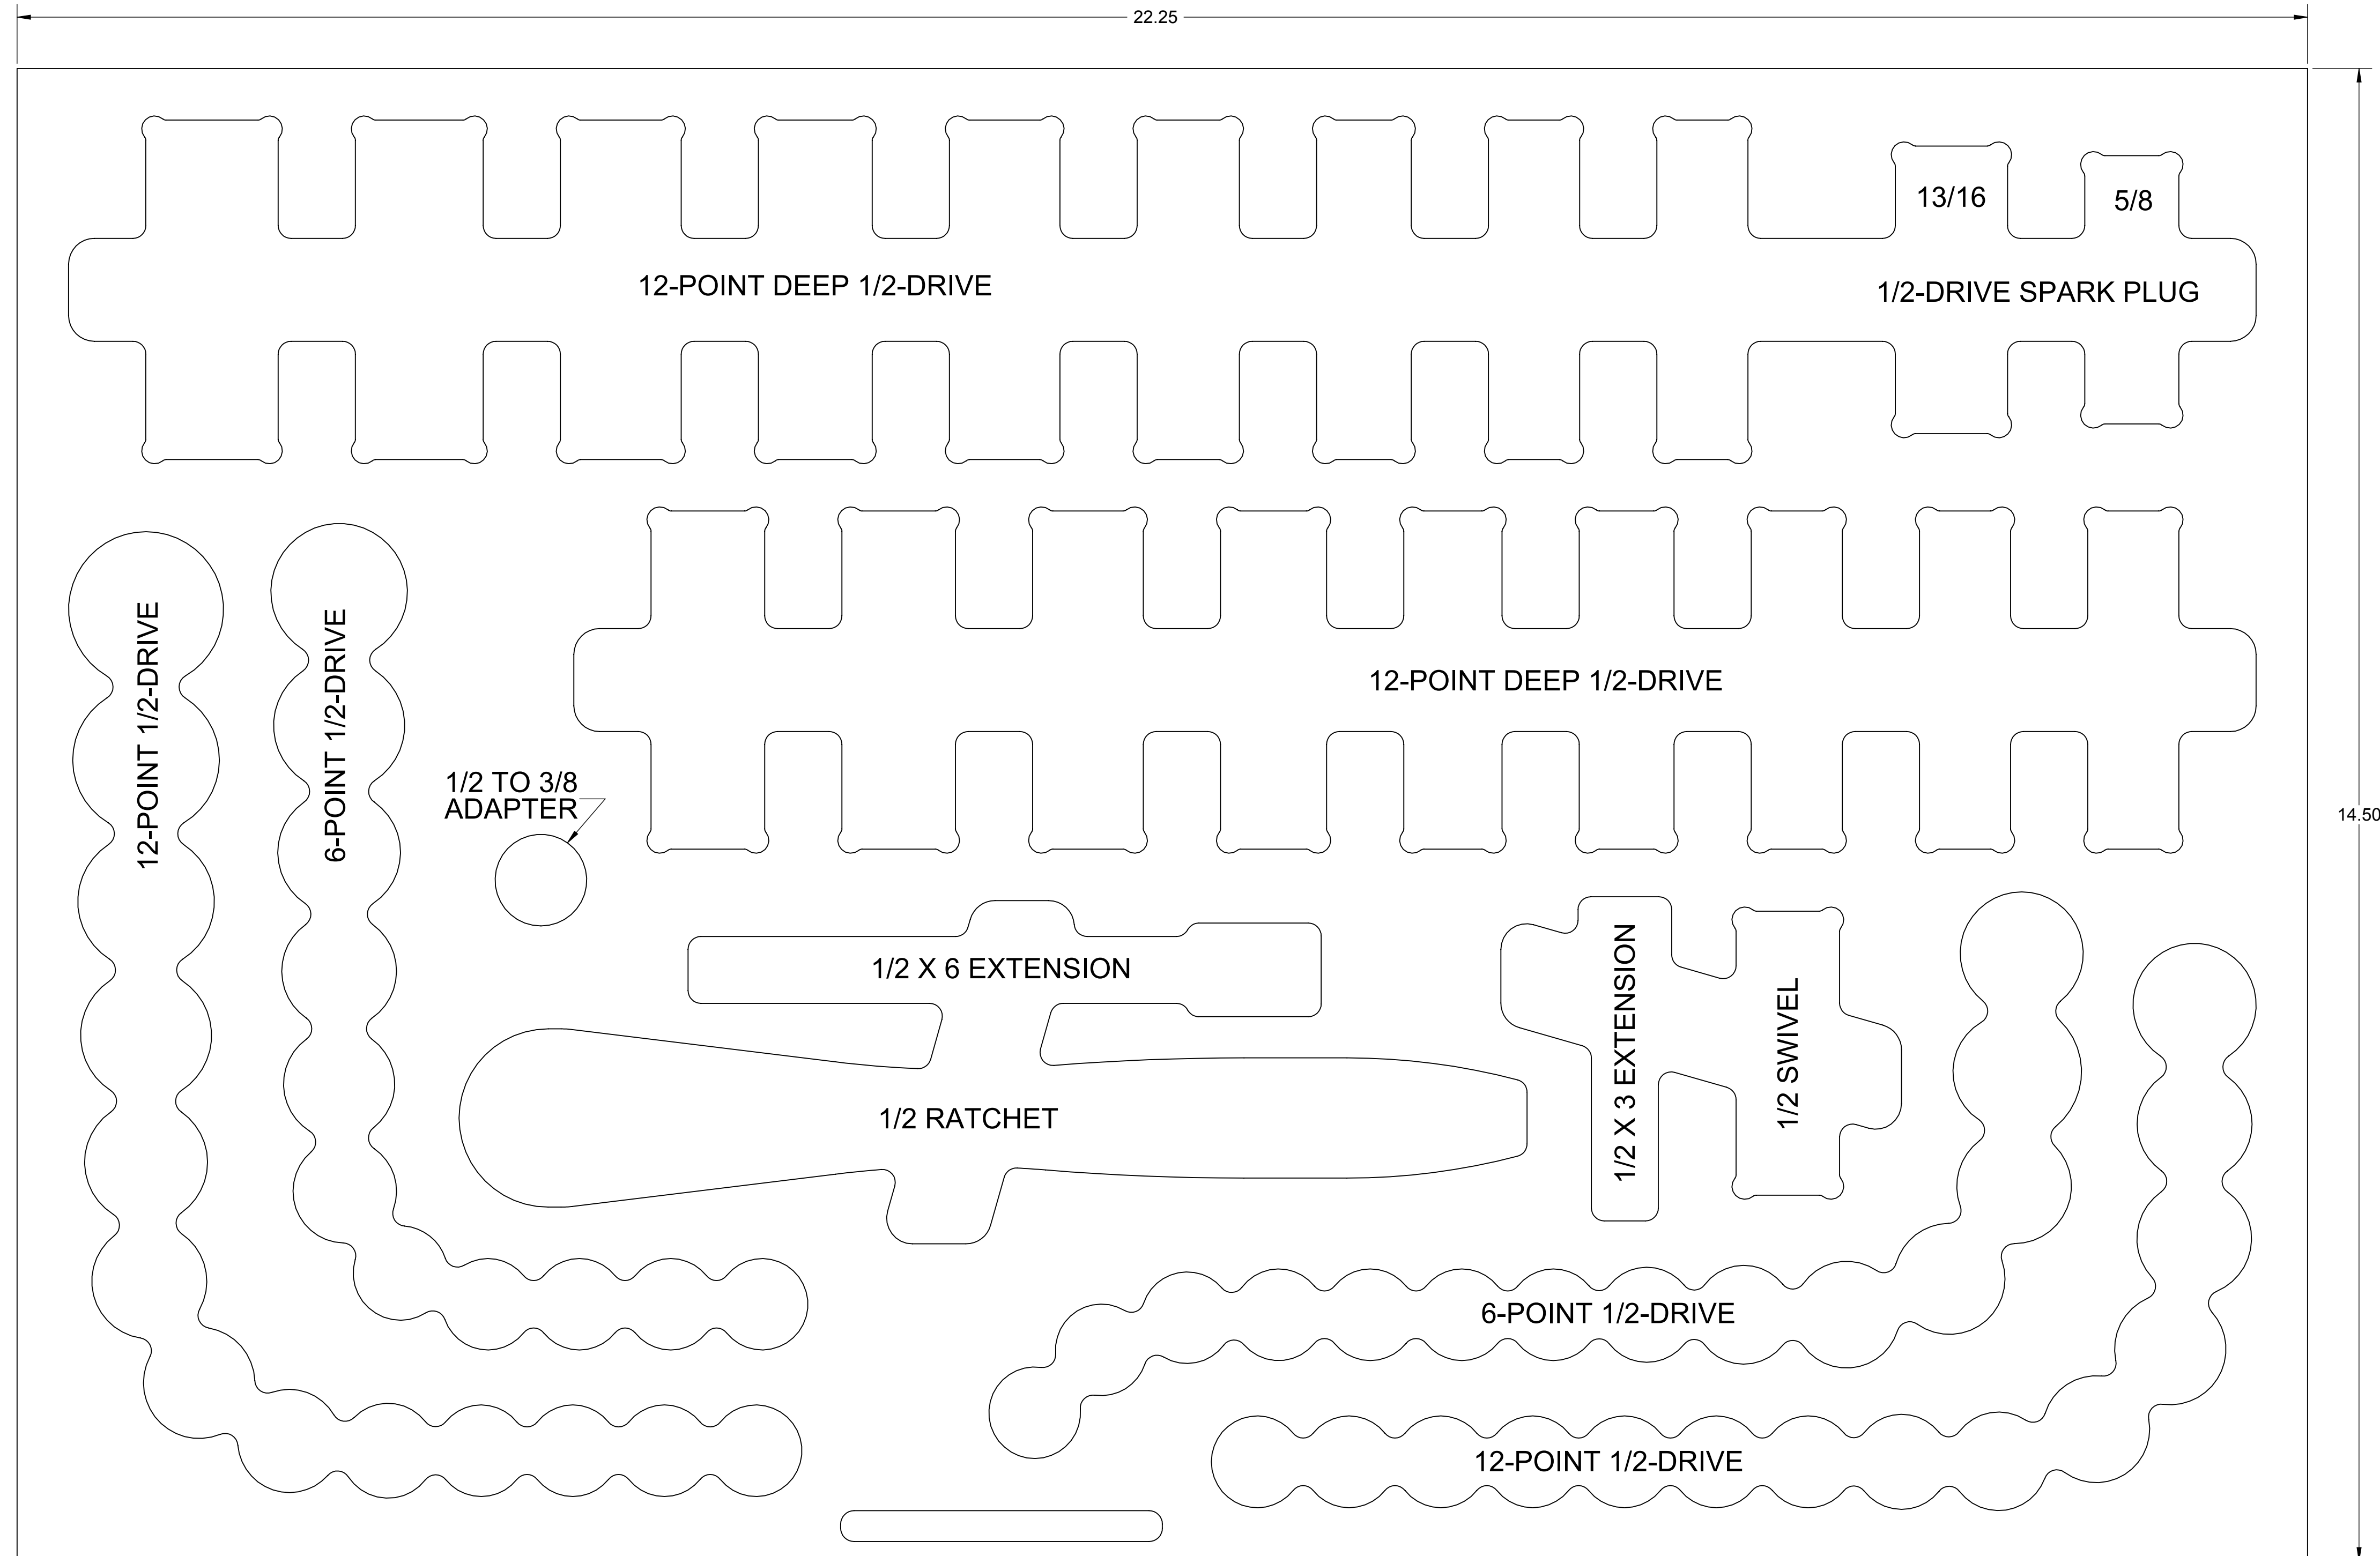 22.25
13/16
5/8
12-POINT DEEP 1/2-DRIVE
1/2-DRIVE SPARK PLUG
12-POINT 1/2-DRIVE
6-POINT 1/2-DRIVE
12-POINT DEEP 1/2-DRIVE
1/2 TO 3/8
ADAPTER
14.50
1/2 X 6 EXTENSION
1/2 X 3 EXTENSION
1/2 SWIVEL
1/2 RATCHET
6-POINT 1/2-DRIVE
12-POINT 1/2-DRIVE